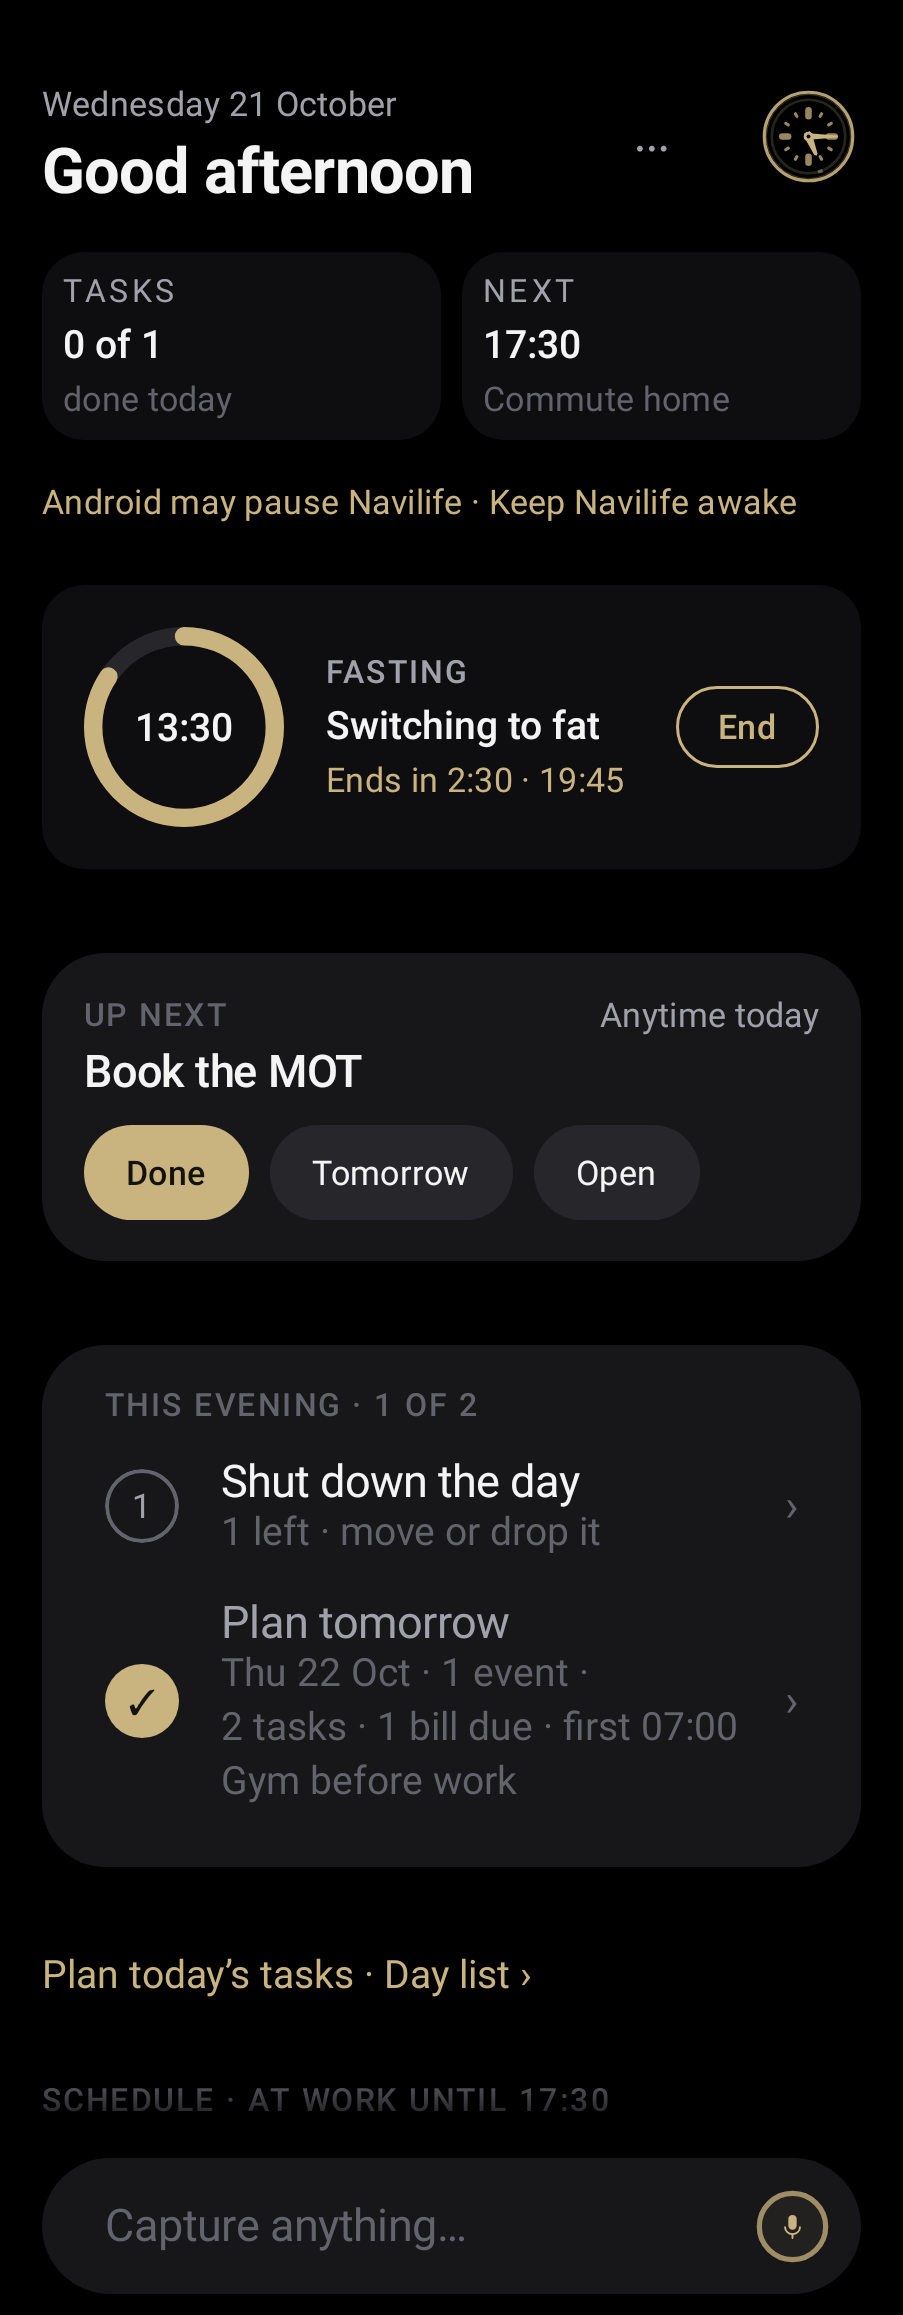 Wednesday 21 October
Good afternoon
…
TASKS
0 of 1
done today
NEXT
17:30
Commute home
Android may pause Navilife · Keep Navilife awake
13:30
FASTING
Switching to fat
Ends in 2:30 · 19:45
End
UP NEXT
Anytime today
Book the MOT
Done
Tomorrow
Open
THIS EVENING · 1 OF 2
1
Shut down the day
1 left · move or drop it
›
✓
Plan tomorrow
Thu 22 Oct · 1 event ·
2 tasks · 1 bill due · first 07:00
Gym before work
›
Plan today’s tasks · Day list ›
SCHEDULE · AT WORK UNTIL 17:30
Capture anything…